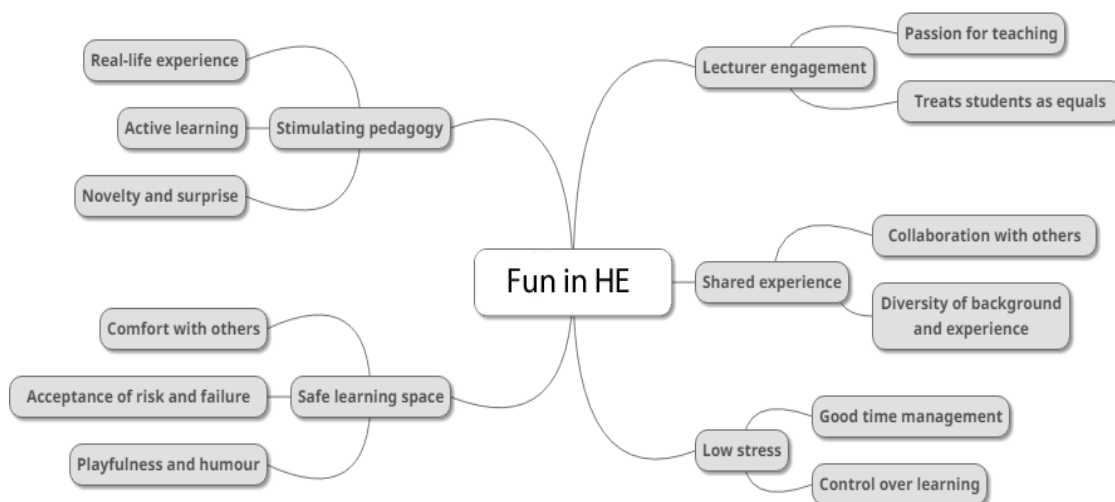 Fun in HE
Stimulating pedagogy
Real-life experience
Active learning
Novelty and surprise
Safe learning space
Comfort with others
Acceptance of risk and failure
Playfulness and humour
Lecturer engagement
Passion for teaching
Treats students as equals
Shared experience
Collaboration with others
Diversity of background
and experience
Low stress
Good time management
Control over learning